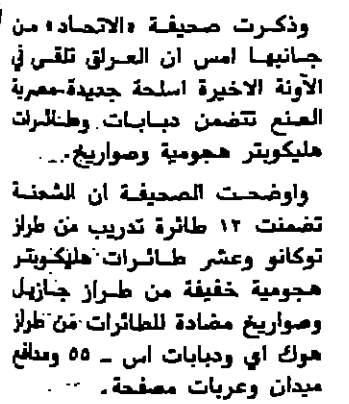 وذكرت صحيفة «الاتحاد» من
جانبها امس ان العراق تلقى في
الآونة الاخيرة اسلحة جديدة مصرية
الصنع تتضمن دبابات وطائرات
هليكوبتر هجومية وصواريخ.
واوضحت الصحيفة ان الشحنة
تضمنت ١٢ طائرة تدريب من طراز
توكانو وعشر طائرات هليكوبتر
هجومية خفيفة من طراز جازيل
وصواريخ مضادة للطائرات من طراز
هوك اي ودبابات اس ـ ٥٥ ومدافع
ميدان وعربات مصفحة.